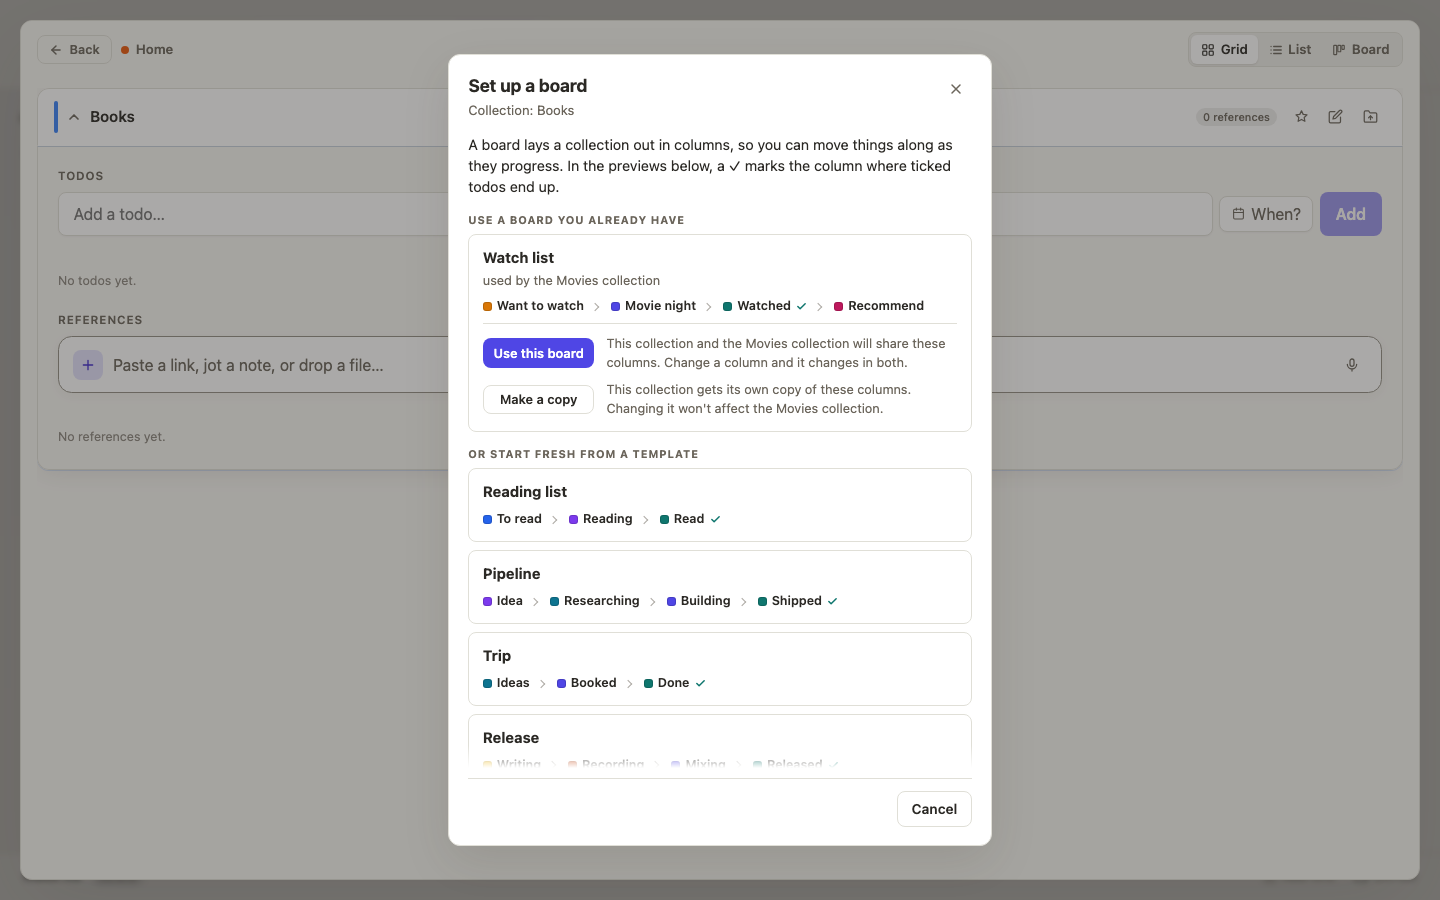 Back
Home
Grid
List
Board
Books
0 references
TODOS
Add a todo...
When?
Add
No todos yet.
REFERENCES
Paste a link, jot a note, or drop a file...
No references yet.
Set up a board
Collection: Books
A board lays a collection out in columns, so you can move things along as
they progress. In the previews below, a ✓ marks the column where ticked
todos end up.
USE A BOARD YOU ALREADY HAVE
Watch list
used by the Movies collection
Want to watch > Movie night > Watched ✓ > Recommend
Use this board
This collection and the Movies collection will share these
columns. Change a column and it changes in both.
Make a copy
This collection gets its own copy of these columns.
Changing it won't affect the Movies collection.
OR START FRESH FROM A TEMPLATE
Reading list
To read > Reading > Read ✓
Pipeline
Idea > Researching > Building > Shipped ✓
Trip
Ideas > Booked > Done ✓
Release
Writing > Recording > Mixing > Released ✓
Cancel